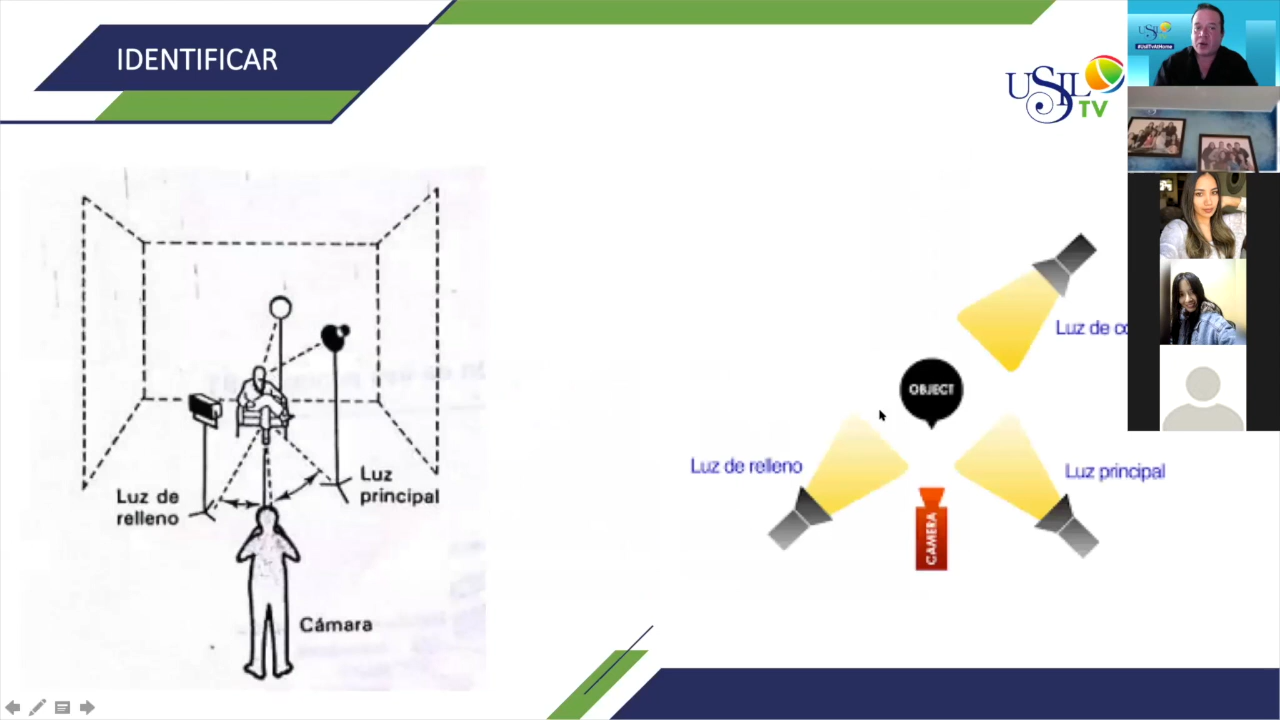 IDENTIFICAR
USIL
TV
USIL
#UsilTvAtHome
Luz de
relleno
Luz
principal
Cámara
Luz de co
OBJECT
Luz de relleno
Luz principal
CAMERA